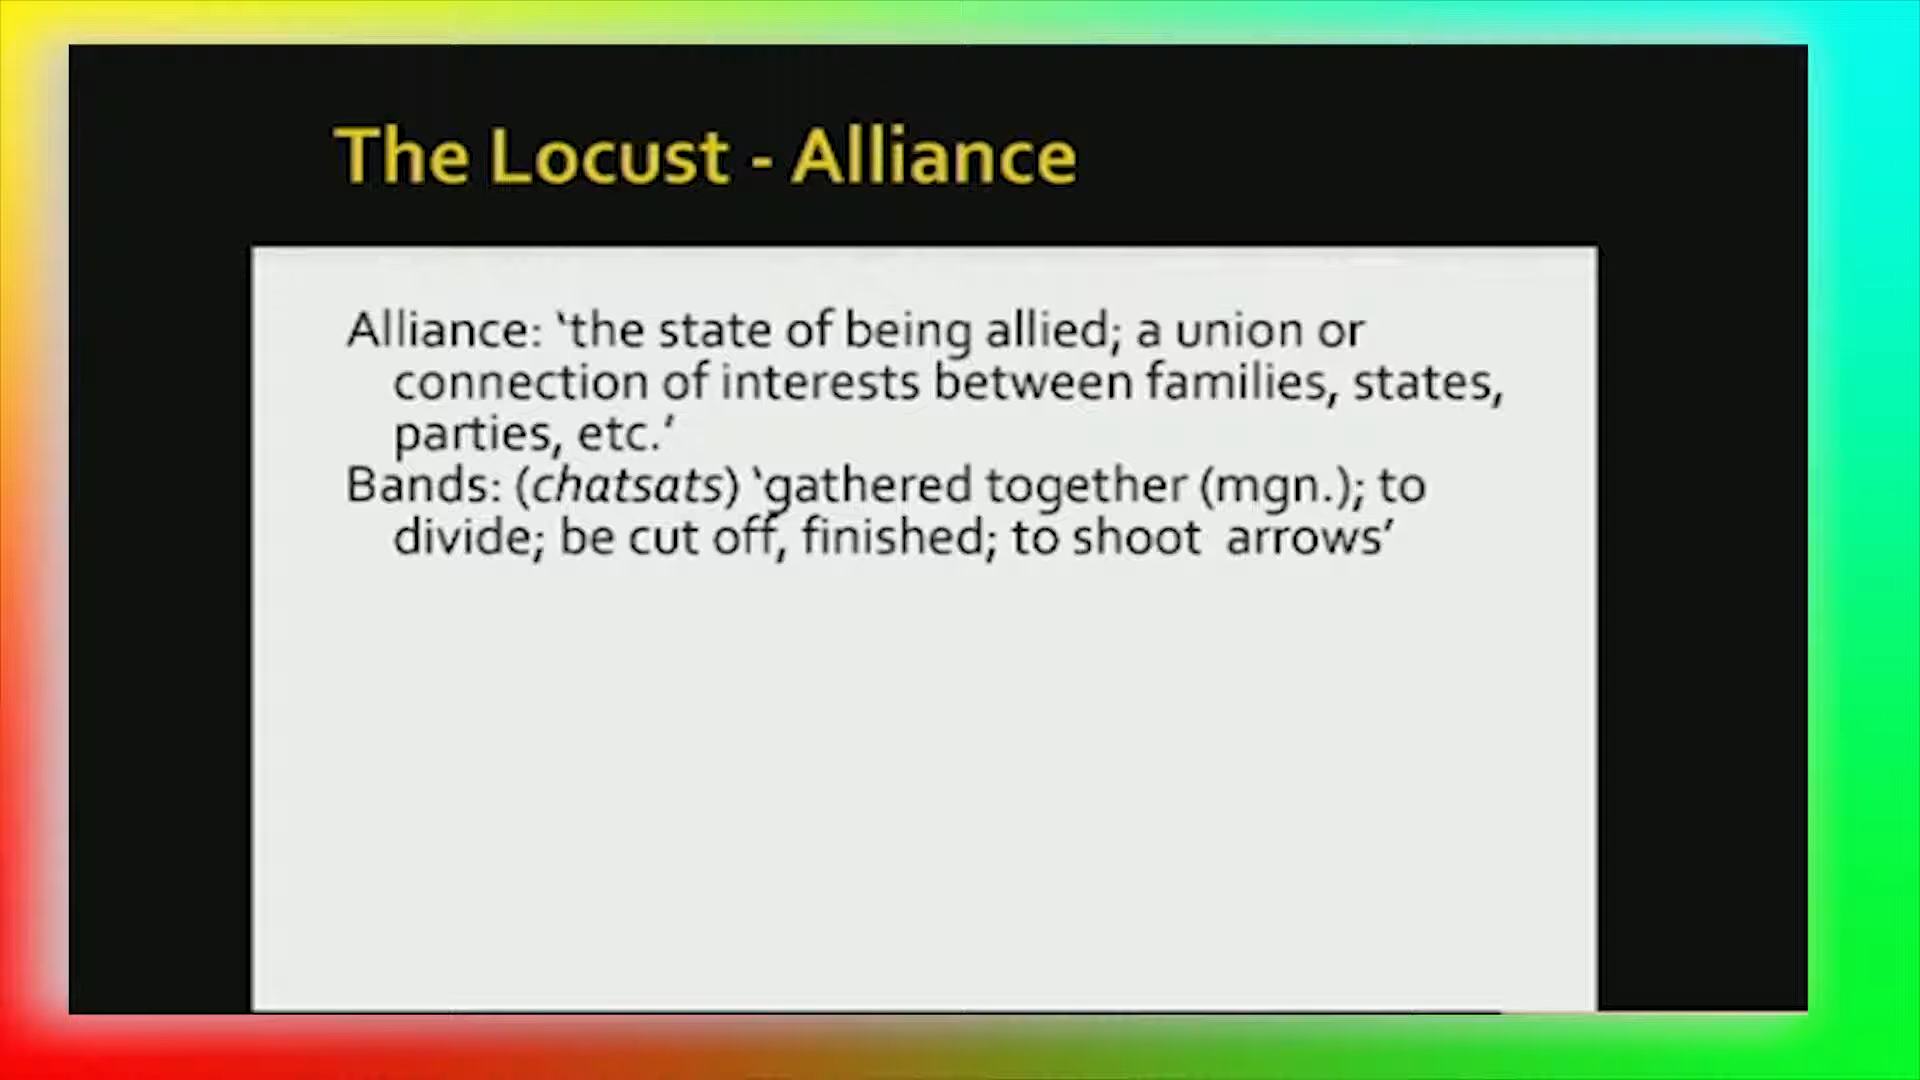 The Locust - Alliance
Alliance: ‘the state of being allied; a union or
connection of interests between families, states,
parties, etc.’
Bands: (chatsats) ‘gathered together (mgn.); to
divide; be cut off, finished; to shoot arrows’